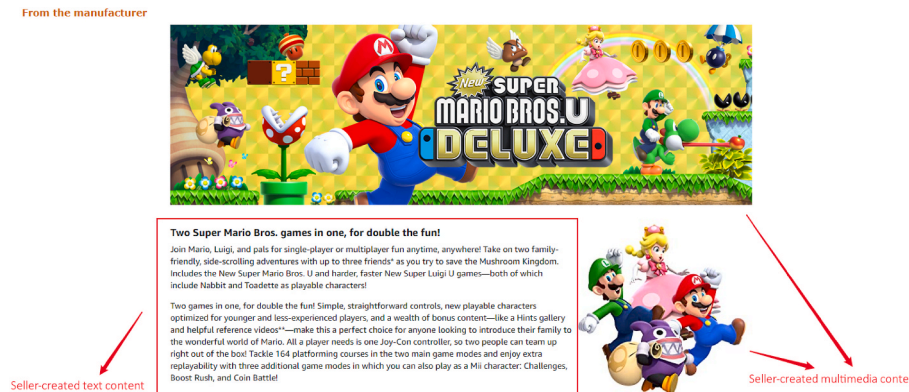 From the manufacturer
New SUPER
MARIO BROS.U
DELUXE
Two Super Mario Bros. games in one, for double the fun!
Join Mario, Luigi, and pals for single-player or multiplayer fun anytime, anywhere! Take on two family-
friendly, side-scrolling adventures with up to three friends* as you try to save the Mushroom Kingdom.
Includes the New Super Mario Bros. U and harder, faster New Super Luigi U games—both of which
include Nabbit and Toadette as playable characters!
Two games in one, for double the fun! Simple, straightforward controls, new playable characters
optimized for younger and less-experienced players, and a wealth of bonus content—like a Hints gallery
and helpful reference videos**—make this a perfect choice for anyone looking to introduce their family to
the wonderful world of Mario. All a player needs is one Joy-Con controller, so two people can team up
right out of the box! Tackle 164 platforming courses in the two main game modes and enjoy extra
replayability with three additional game modes in which you can also play as a Mii character: Challenges,
Boost Rush, and Coin Battle!
Seller-created text content
Seller-created multimedia conte